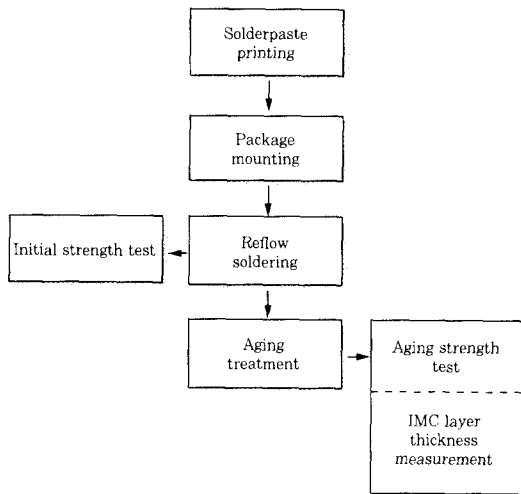 Solderpaste
printing
Package
mounting
Initial strength test
Reflow
soldering
Aging
treatment
Aging strength
test
IMC layer
thickness
measurement